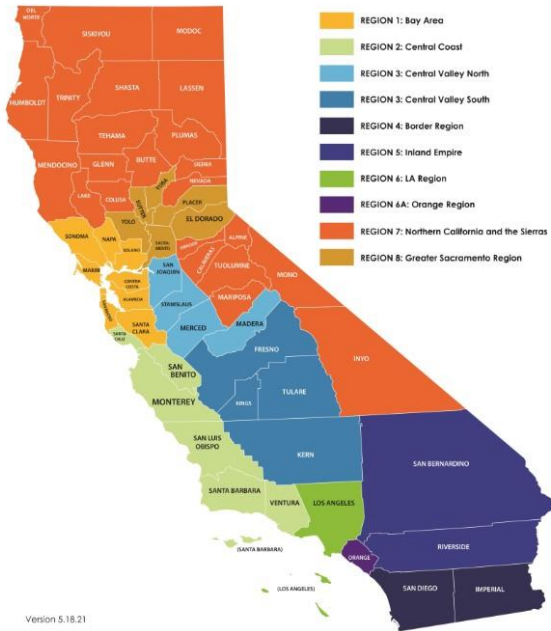 DEL NORTE
SISKIYOU
MODOC
HUMBOLDT
TRINITY
SHASTA
LASSEN
TEHAMA
PLUMAS
MENDOCINO
GLENN
BUTTE
SIERRA
NEVADA
YUBA
LAKE
COLUSA
SUTTER
PLACER
EL DORADO
YOLO
SONOMA
NAPA
SACRA-
MENTO
SOLANO
ALPINE
AMADOR
CALAVERAS
TUOLUMNE
MONO
MARIN
CONTRA
COSTA
SAN
JOAQUIN
ALAMEDA
STANISLAUS
MARIPOSA
SANTA
CLARA
MERCED
MADERA
SANTA
CRUZ
SAN
BENITO
FRESNO
INYO
MONTEREY
KINGS
TULARE
SAN LUIS
OBISPO
KERN
SAN BERNARDINO
SANTA BARBARA
VENTURA
LOS ANGELES
(SANTA BARBARA)
ORANGE
RIVERSIDE
(LOS ANGELES)
SAN DIEGO
IMPERIAL
REGION 1: Bay Area
REGION 2: Central Coast
REGION 3: Central Valley North
REGION 3: Central Valley South
REGION 4: Border Region
REGION 5: Inland Empire
REGION 6: LA Region
REGION 6A: Orange Region
REGION 7: Northern California and the Sierras
REGION 8: Greater Sacramento Region
Version 5.18.21